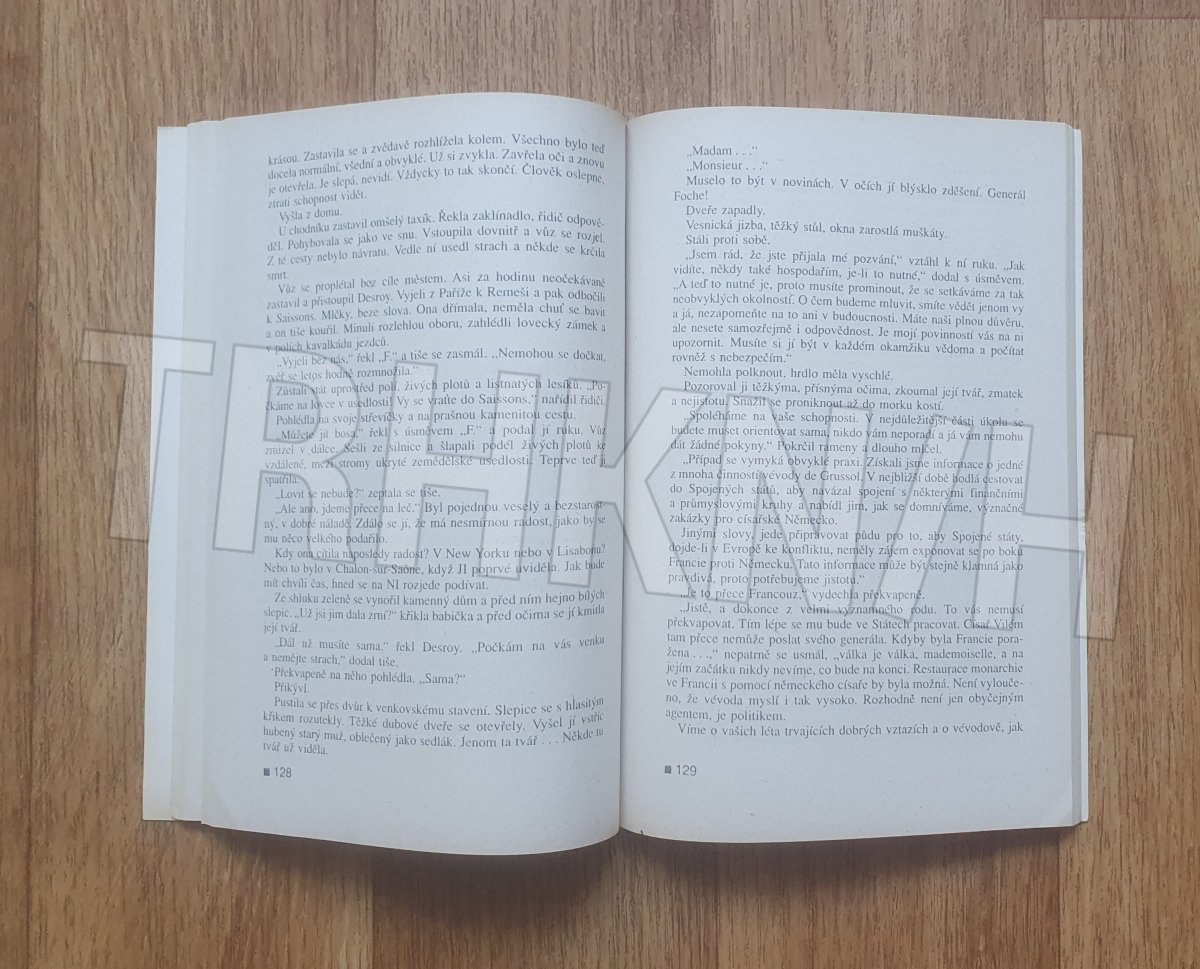 krásou. Zastavila se a zvědavě rozhlížela kolem. Všechno bylo teď
docela normální, všední a obvyklé. Už si zvykla. Zavřela oči a znovu
je otevřela. Je slepá, nevidí. Vždycky to tak skončí. Člověk oslepne,
ztratí schopnost vidět.
Vyšla z domu.
U chodníku zastavil omšelý taxík. Řekla zaklínadlo, řidič odpově-
děl. Pohybovala se jako ve snu. Vstoupila dovnitř a vůz se rozjel.
Z té cesty nebylo návratu. Vedle ní usedl strach a někde se krčila
smrt.
Vůz se proplétal bez cíle městem. Asi za hodinu neočekávaně
zastavil a přistoupil Desroy. Vyjeli z Paříže k Remeši a pak odbočili
k Saissons. Mlčky, beze slova. Ona dřímala, neměla chuť se bavit
a on tiše kouřil. Minuli rozlehlou oboru, zahlédli lovecký zámek a
v polích kavalkádu jezdců.
„Vyjeli bez nás,“ řekl „F.“ a tiše se zasmál. „Nemohou se dočkat,
zvěř se letos hodně rozmnožila.“
Zůstali stát uprostřed polí, živých plotů a listnatých lesíků. „Po-
čkáme na lovce v usedlosti! Vy se vraťte do Saissons,“ nařídil řidiči.
Pohlédla na svoje střevíčky a na prašnou kamenitou cestu.
„Můžete jít bosa,“ řekl s úsměvem „F.“ a podal jí ruku. Vůz
zmizel v dálce. Sešli ze silnice a šlapali podél živých plotů ke
vzdálené, mezi stromy ukryté zemědělské usedlosti. Teprve teď ji
spatřila.
„Lovit se nebude?“ zeptala se tiše.
„Ale ano, jdeme přece na leč.“ Byl pojednou veselý a bezstarost-
ný, v dobré náladě. Zdálo se jí, že má nesmírnou radost, jako by se
mu něco velkého podařilo.
Kdy ona cítila naposledy radost? V New Yorku nebo v Lisabonu?
Nebo to bylo v Chalon-sur-Saône, když JI poprvé uviděla. Jak bude
mít chvíli čas, hned se na NI rozjede podívat.
Ze shluku zeleně se vynořil kamenný dům a před ním hejno bílých
slepic. „Už jsi jim dala zrní?“ křikla babička a před očima se jí kmitla
její tvář.
„Dál už musíte sama,“ řekl Desroy. „Počkám na vás venku
a nemějte strach,“ dodal tiše.
Překvapeně na něho pohlédla. „Sama?“
Přikývl.
Pustila se přes dvůr k venkovskému stavení. Slepice se s hlasitým
křikem rozutekly. Těžké dubové dveře se otevřely. Vyšel jí vstříc
hubený starý muž, oblečený jako sedlák. Jenom ta tvář . . . Někde tu
tvář už viděla.
■ 128
„Madam . . .“
„Monsieur . . .“
Muselo to být v novinách. V očích jí blýsklo zděšení. Generál
Foche!
Dveře zapadly.
Vesnická jizba, těžký stůl, okna zarostlá muškáty.
Stáli proti sobě.
„Jsem rád, že jste přijala mé pozvání,“ vztáhl k ní ruku. „Jak
vidíte, někdy také hospodařím, je-li to nutné,“ dodal s úsměvem.
„A teď to nutné je, proto musíte prominout, že se setkáváme za tak
neobvyklých okolností. O čem budeme mluvit, smíte vědět jenom vy
a já, nezapomeňte na to ani v budoucnosti. Máte naši plnou důvěru,
ale nesete samozřejmě i odpovědnost. Je mojí povinností vás na ni
upozornit. Musíte si jí být v každém okamžiku vědoma a počítat
rovněž s nebezpečím.“
Nemohla polknout, hrdlo měla vyschlé.
Pozoroval ji těžkýma, přísnýma očima, zkoumal její tvář, zmatek
a nejistotu. Snažil se proniknout až do morku kostí.
„Spoléháme na vaše schopnosti. V nejdůležitější části úkolu se
budete muset orientovat sama, nikdo vám neporadí a já vám nemohu
dát žádné pokyny.“ Pokrčil rameny a dlouho mlčel.
„Případ se vymyká obvyklé praxi. Získali jsme informace o jedné
z mnoha činností vévody de Grussol. V nejbližší době hodlá cestovat
do Spojených států, aby navázal spojení s některými finančními
a průmyslovými kruhy a nabídl jim, jak se domníváme, význačné
zakázky pro císařské Německo.
Jinými slovy, jede připravovat půdu pro to, aby Spojené státy,
dojde-li v Evropě ke konfliktu, neměly zájem exponovat se po boku
Francie proti Německu. Tato informace může být stejně klamná jako
pravdivá, proto potřebujeme jistotu.“
„Je to přece Francouz,“ vydechla překvapeně.
„Jistě, a dokonce z velmi významného rodu. To vás nemusí
překvapovat. Tím lépe se mu bude ve Státech pracovat. Císař Vilém
tam přece nemůže poslat svého generála. Kdyby byla Francie pora-
žena . . .,“ nepatrně se usmál, „válka je válka, mademoiselle, a na
jejím začátku nikdy nevíme, co bude na konci. Restaurace monarchie
ve Francii s pomocí německého císaře by byla možná. Není vylouče-
no, že vévoda myslí i tak vysoko. Rozhodně není jen obyčejným
agentem, je politikem.
Víme o vašich léta trvajících dobrých vztazích a o vévodově, jak
■ 129
TRHKNIH